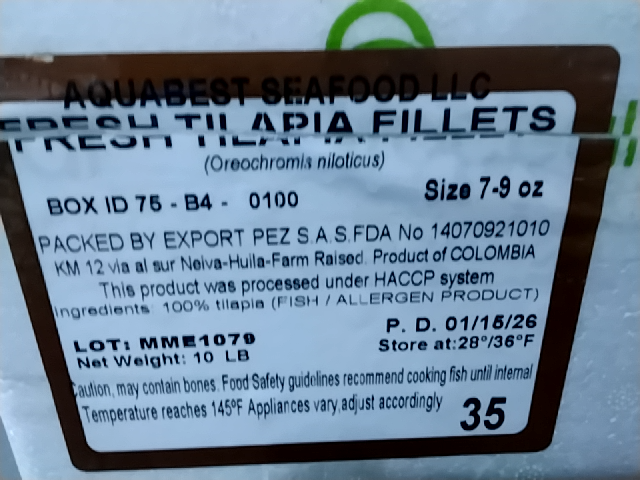 AQUABEST SEAFOOD LLC
FRESH TILAPIA FILLETS
(Oreochromis niloticus)
BOX ID 75 - B4 - 0100
Size 7-9 oz
PACKED BY EXPORT PEZ S.A.S.FDA No 14070921010
KM 12 via al sur Neiva-Huila-Farm Raised. Product of COLOMBIA
This product was processed under HACCP system
Ingredients: 100% tilapia (FISH / ALLERGEN PRODUCT)
LOT: MME1079
P. D. 01/15/26
Net Weight: 10 LB
Store at:28°/36°F
Caution, may contain bones. Food Safety guidelines recommend cooking fish until internal
Temperature reaches 145ºF Appliances vary,adjust accordingly
35